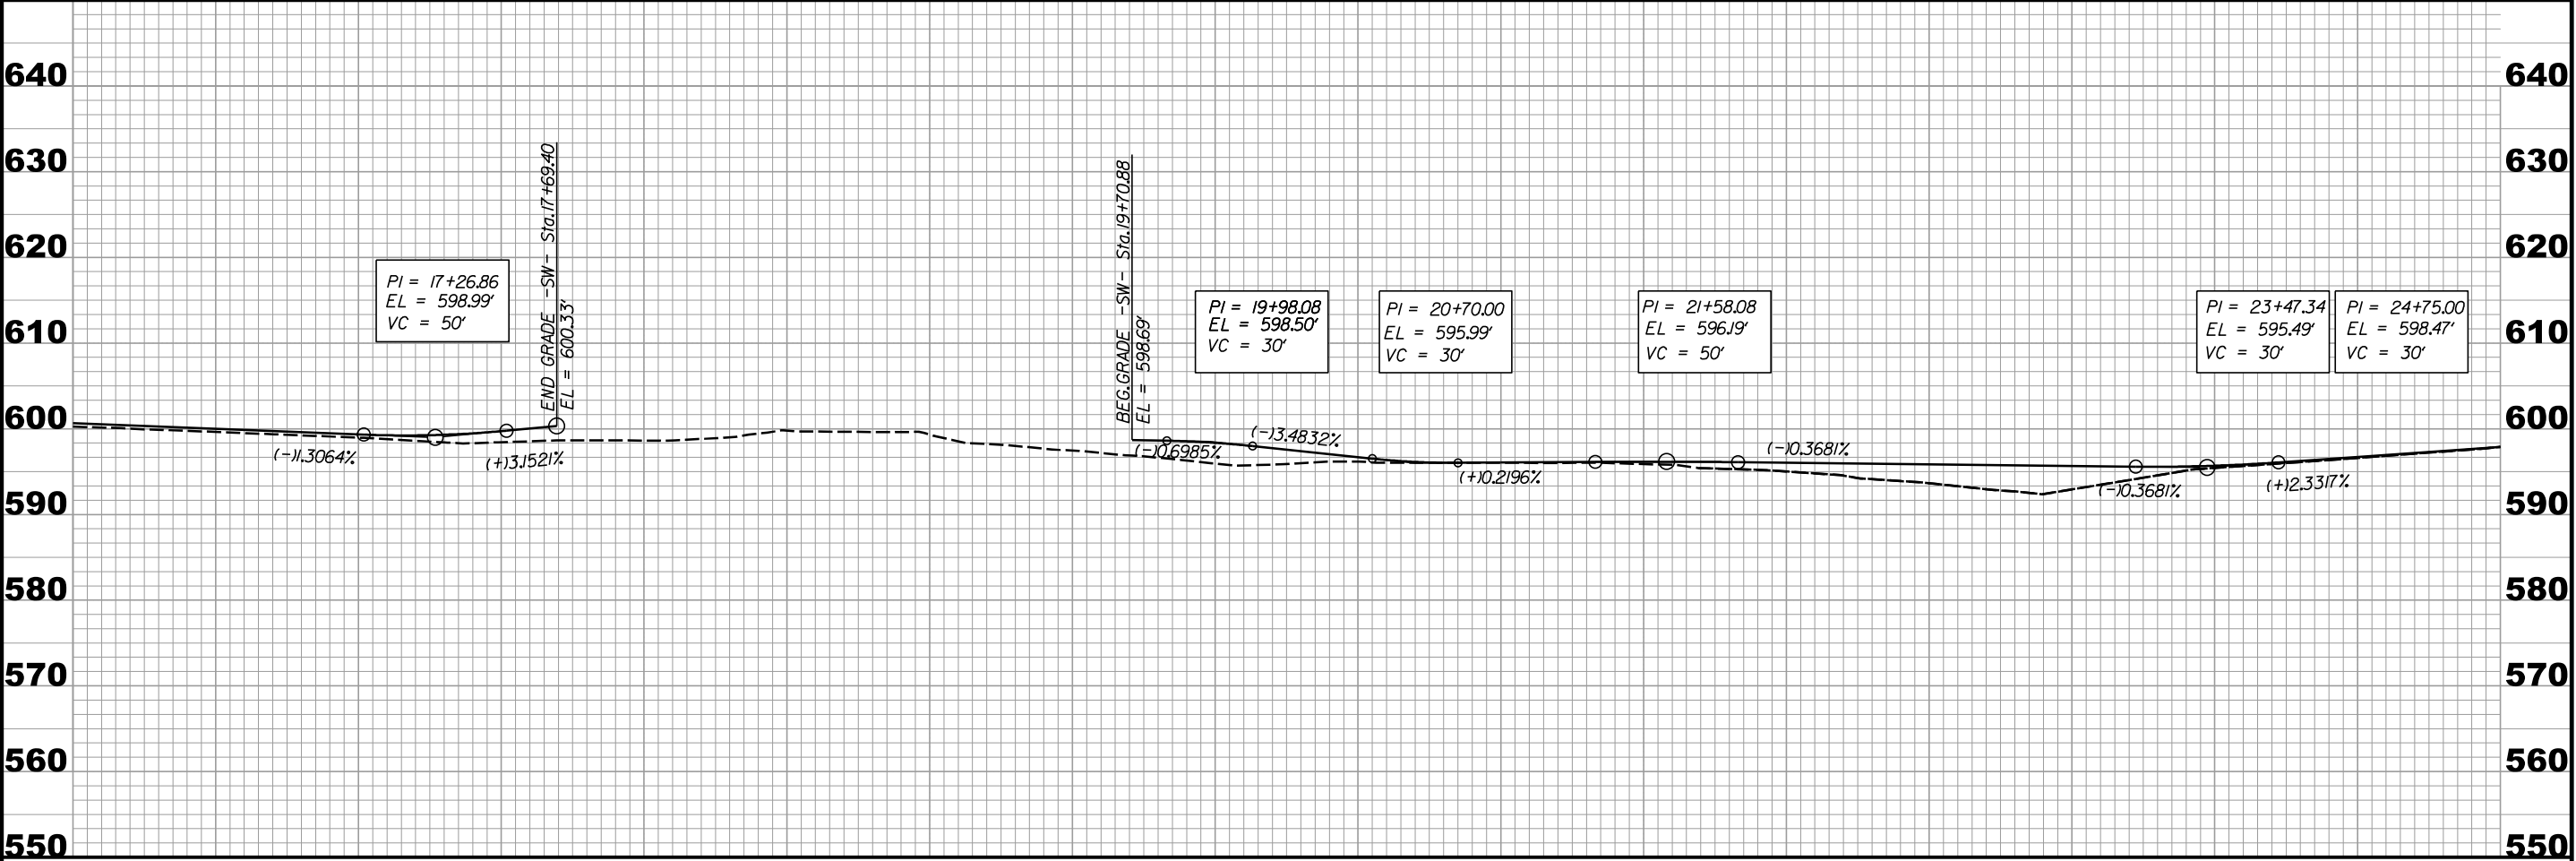 640
640
630
630
620
620
610
610
600
600
590
590
580
580
570
570
560
560
550
550
PI = 17+26.86
EL = 598.99'
VC = 50'
END GRADE -SW- Sta.17+69.40
EL = 600.33'
BEG.GRADE -SW- Sta.19+70.88
EL = 598.69'
PI = 19+98.08
EL = 598.50'
VC = 30'
PI = 20+70.00
EL = 595.99'
VC = 30'
PI = 21+58.08
EL = 596.19'
VC = 50'
PI = 23+47.34
EL = 595.49'
VC = 30'
PI = 24+75.00
EL = 598.47'
VC = 30'
(-)1.3064%
(+)3.1521%
(-)0.6985%
(-)3.4832%
(+)0.2196%
(-)0.3681%
(-)0.3681%
(+)2.3317%